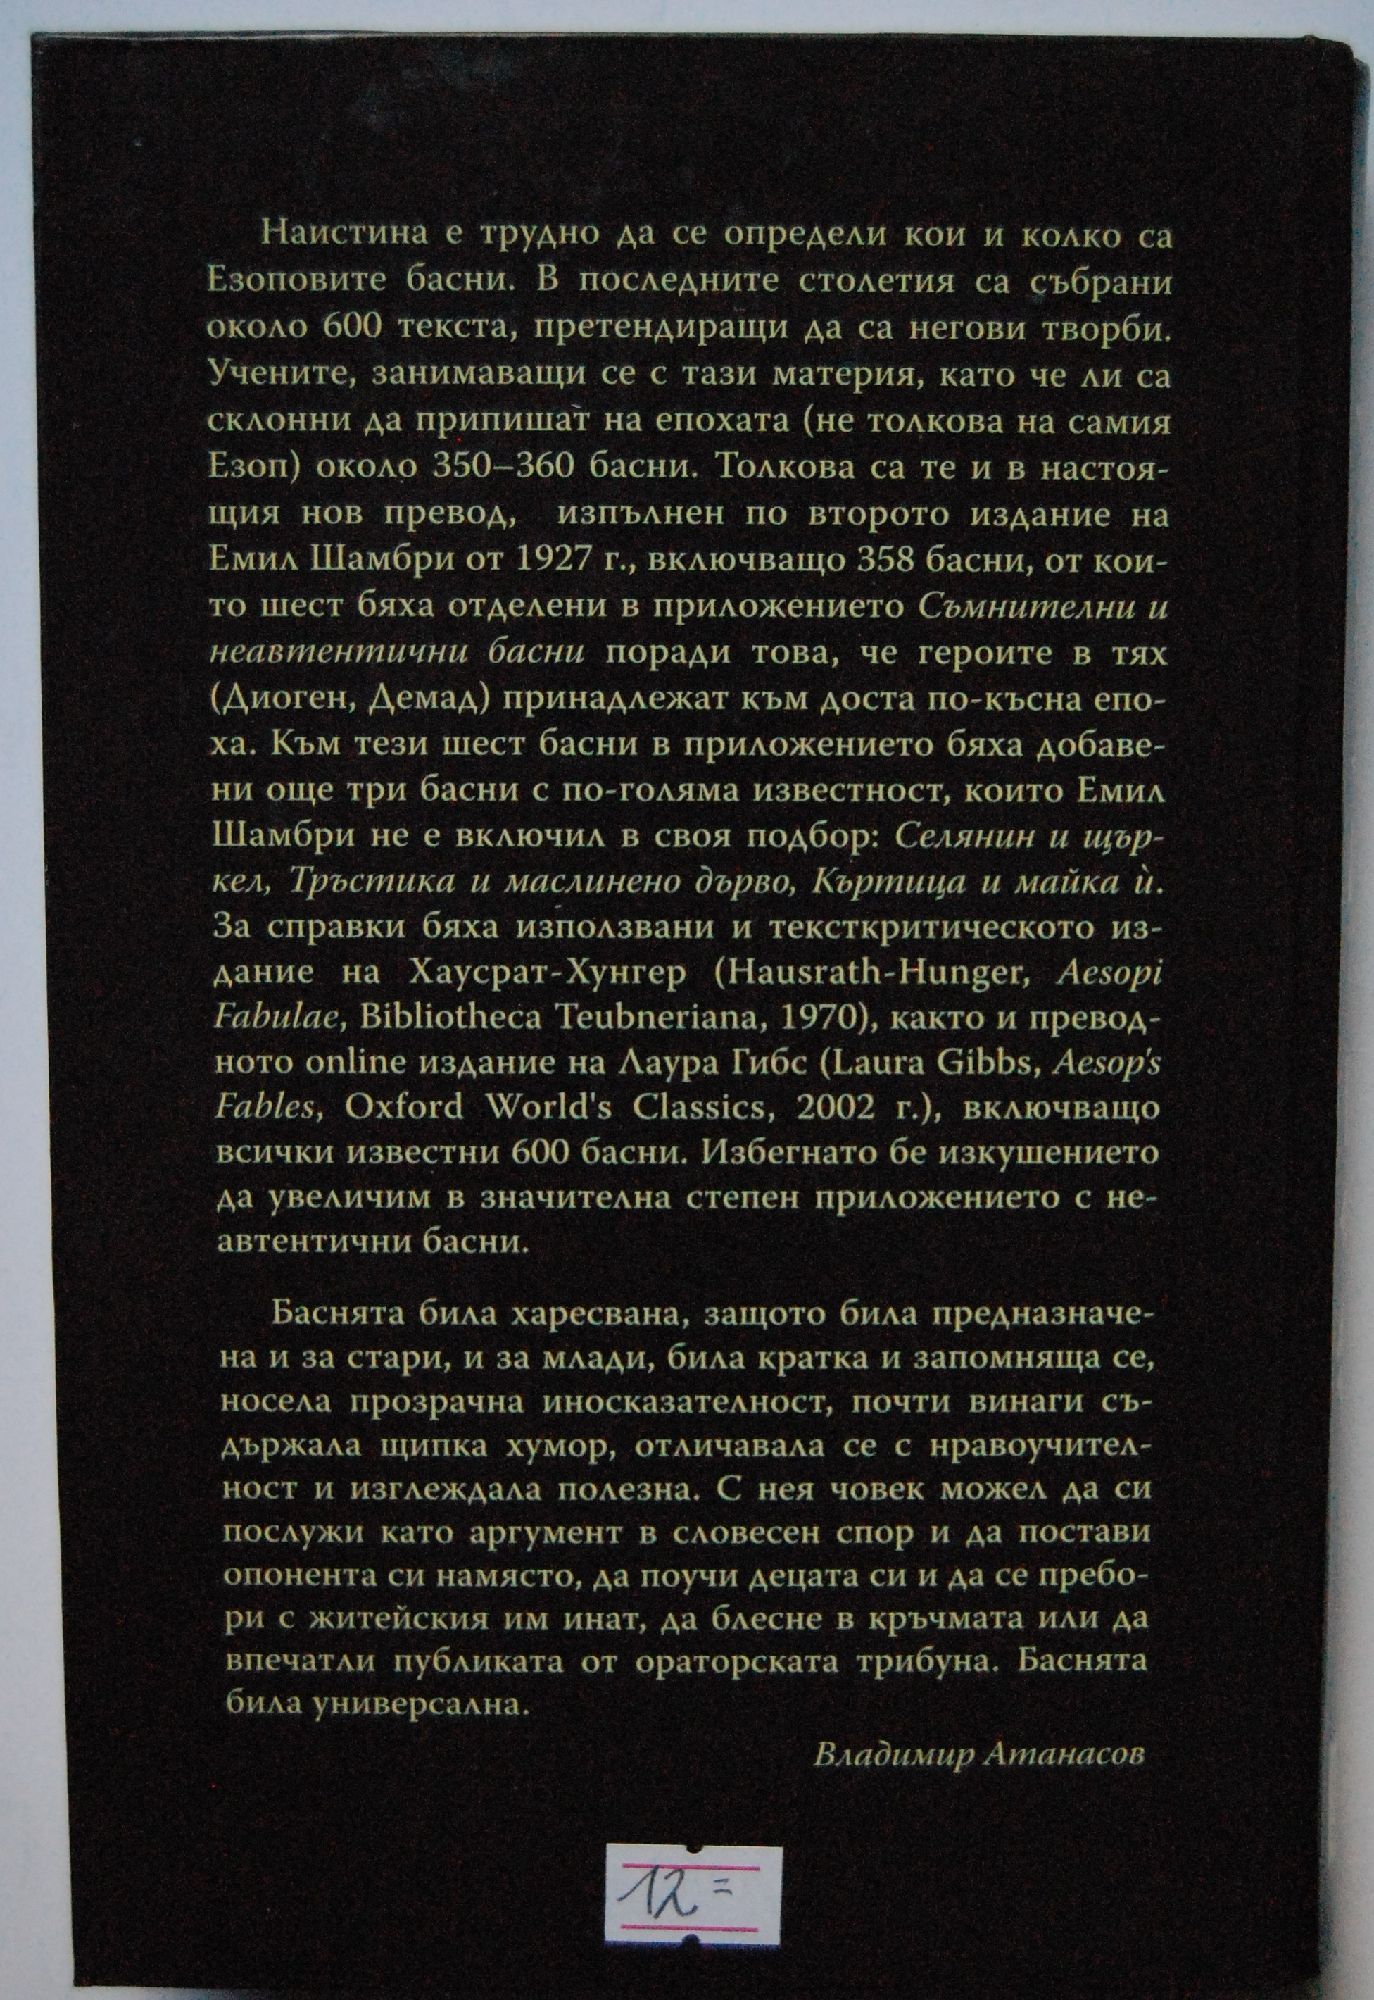 Наистина е трудно да се определи кои и колко са
Езоповите басни. В последните столетия са събрани
около 600 текста, претендиращи да са негови творби.
Учените, занимаващи се с тази материя, като че ли са
склонни да припишат на епохата (не толкова на самия
Езоп) около 350–360 басни. Толкова са те и в настоя-
щия нов превод, изпълнен по второто издание на
Емил Шамбри от 1927 г., включващо 358 басни, от кои-
то шест бяха отделени в приложението Съмнителни и
неавтентични басни поради това, че героите в тях
(Диоген, Демад) принадлежат към доста по-късна епо-
ха. Към тези шест басни в приложението бяха добаве-
ни още три басни с по-голяма известност, които Емил
Шамбри не е включил в своя подбор: Селянин и щър-
кел, Тръстика и маслинено дърво, Къртица и майка ѝ.
За справки бяха използвани и тексткритическото из-
дание на Хаусрат-Хунгер (Hausrath-Hunger, Aesopi
Fabulae, Bibliotheca Teubneriana, 1970), както и превод-
ното online издание на Лаура Гибс (Laura Gibbs, Aesop's
Fables, Oxford World's Classics, 2002 г.), включващо
всички известни 600 басни. Избегнато бе изкушението
да увеличим в значителна степен приложението с не-
автентични басни.
Баснята била харесвана, защото била предназначе-
на и за стари, и за млади, била кратка и запомняща се,
носела прозрачна иносказателност, почти винаги съ-
държала щипка хумор, отличавала се с нравоучител-
ност и изглеждала полезна. С нея човек можел да си
послужи като аргумент в словесен спор и да постави
опонента си намясто, да поучи децата си и да се пребо-
ри с житейския им инат, да блесне в кръчмата или да
впечатли публиката от ораторската трибуна. Баснята
била универсална.
Владимир Атанасов
12=